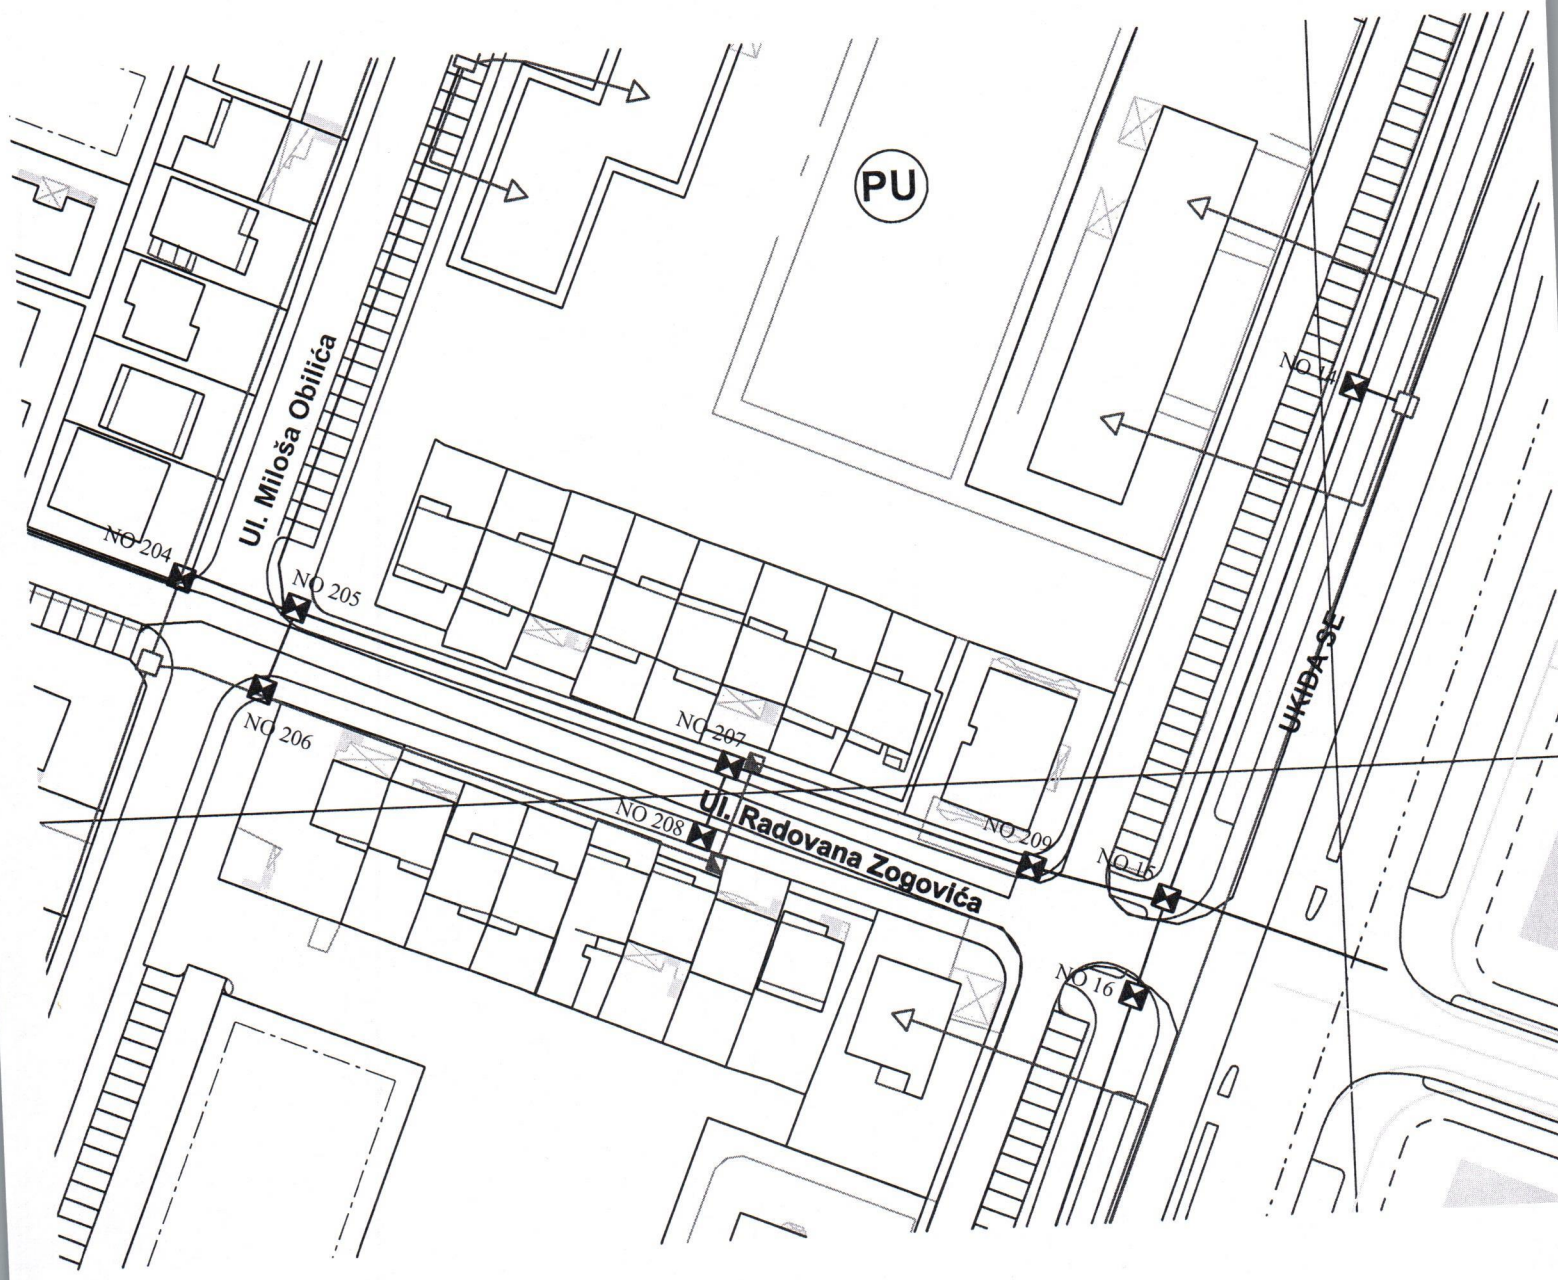 PU
NO 14
Ul. Miloša Obilića
NO 204
NO 205
UKIDA SE
NO 206
NO 207
NO 208
Ul. Radovana Zogovića
NO 209
NO 15
NO 16